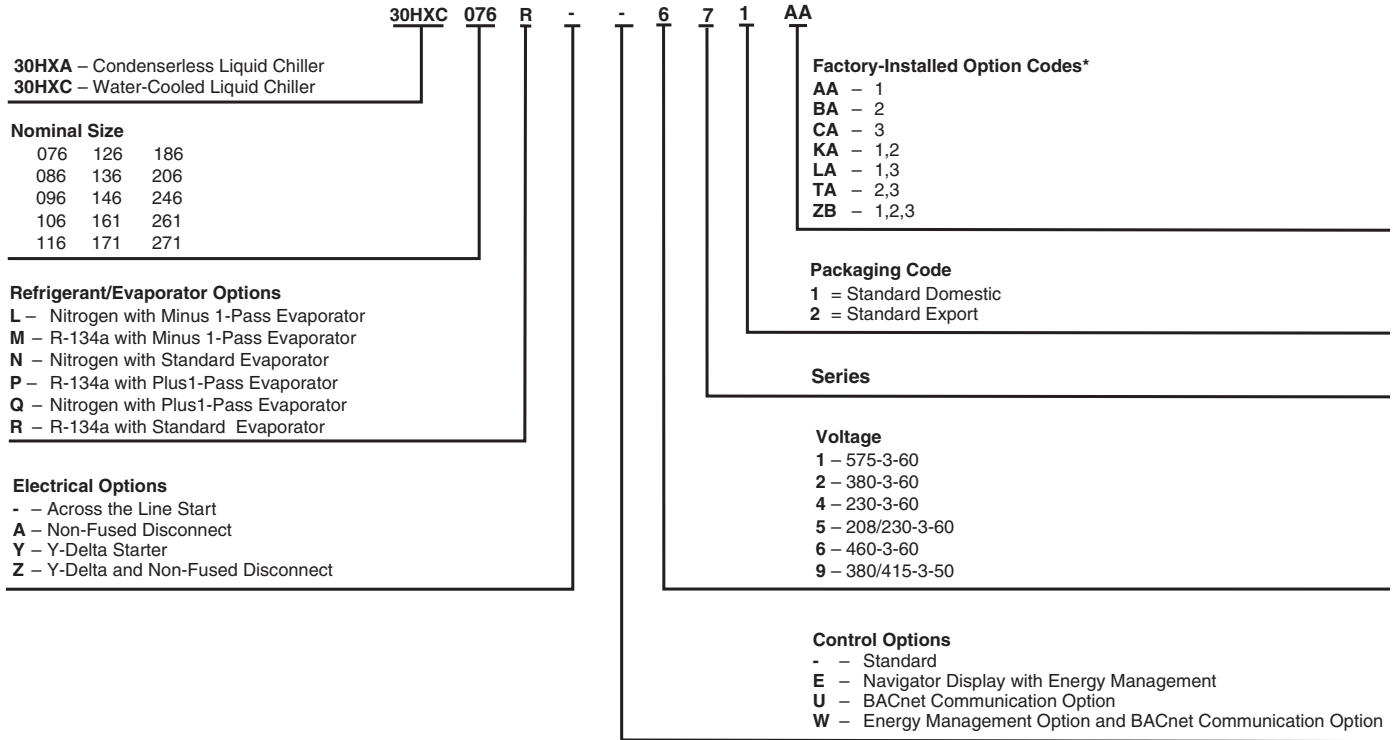 30HXC 076 R - - 6 7 1 AA
30HXA – Condenserless Liquid Chiller
30HXC – Water-Cooled Liquid Chiller
Nominal Size
076 126 186
086 136 206
096 146 246
106 161 261
116 171 271
Refrigerant/Evaporator Options
L – Nitrogen with Minus 1-Pass Evaporator
M – R-134a with Minus 1-Pass Evaporator
N – Nitrogen with Standard Evaporator
P – R-134a with Plus1-Pass Evaporator
Q – Nitrogen with Plus1-Pass Evaporator
R – R-134a with Standard Evaporator
Electrical Options
- – Across the Line Start
A – Non-Fused Disconnect
Y – Y-Delta Starter
Z – Y-Delta and Non-Fused Disconnect
Factory-Installed Option Codes*
AA – 1
BA – 2
CA – 3
KA – 1,2
LA – 1,3
TA – 2,3
ZB – 1,2,3
Packaging Code
1 = Standard Domestic
2 = Standard Export
Series
Voltage
1 – 575-3-60
2 – 380-3-60
4 – 230-3-60
5 – 208/230-3-60
6 – 460-3-60
9 – 380/415-3-50
Control Options
- – Standard
E – Navigator Display with Energy Management
U – BACnet Communication Option
W – Energy Management Option and BACnet Communication Option